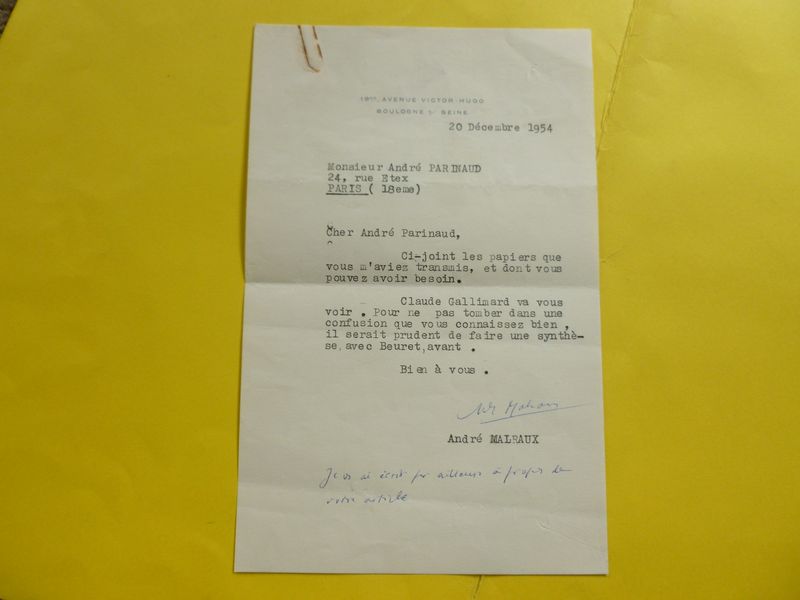 19bis, AVENUE VICTOR HUGO
BOULOGNE s/ SEINE
20 Décembre 1954
Monsieur André PARINAUD
24, rue Etex
PARIS ( 18eme)
Cher André Parinaud,
Ci-joint les papiers que
vous m'aviez transmis, et dont vous
pouvez avoir besoin.
Claude Gallimard va vous
voir . Pour ne pas tomber dans une
confusion que vous connaissez bien ,
il serait prudent de faire une synthè-
se, avec Beuret,avant .
Bien à vous .
André MALRAUX
Je vs ai écrit par ailleurs à propos de
votre article